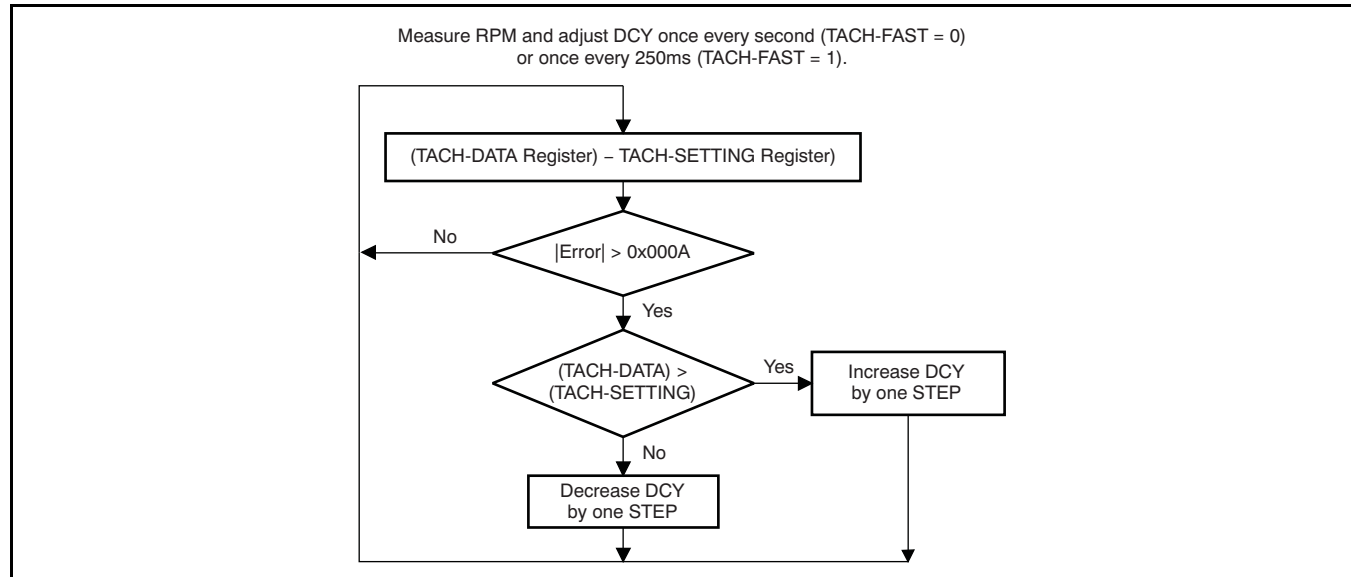 Measure RPM and adjust DCY once every second (TACH-FAST = 0)
or once every 250ms (TACH-FAST = 1).
(TACH-DATA Register) – TACH-SETTING Register)
No
|Error| > 0x000A
Yes
(TACH-DATA) >
(TACH-SETTING)
Yes
Increase DCY
by one STEP
No
Decrease DCY
by one STEP